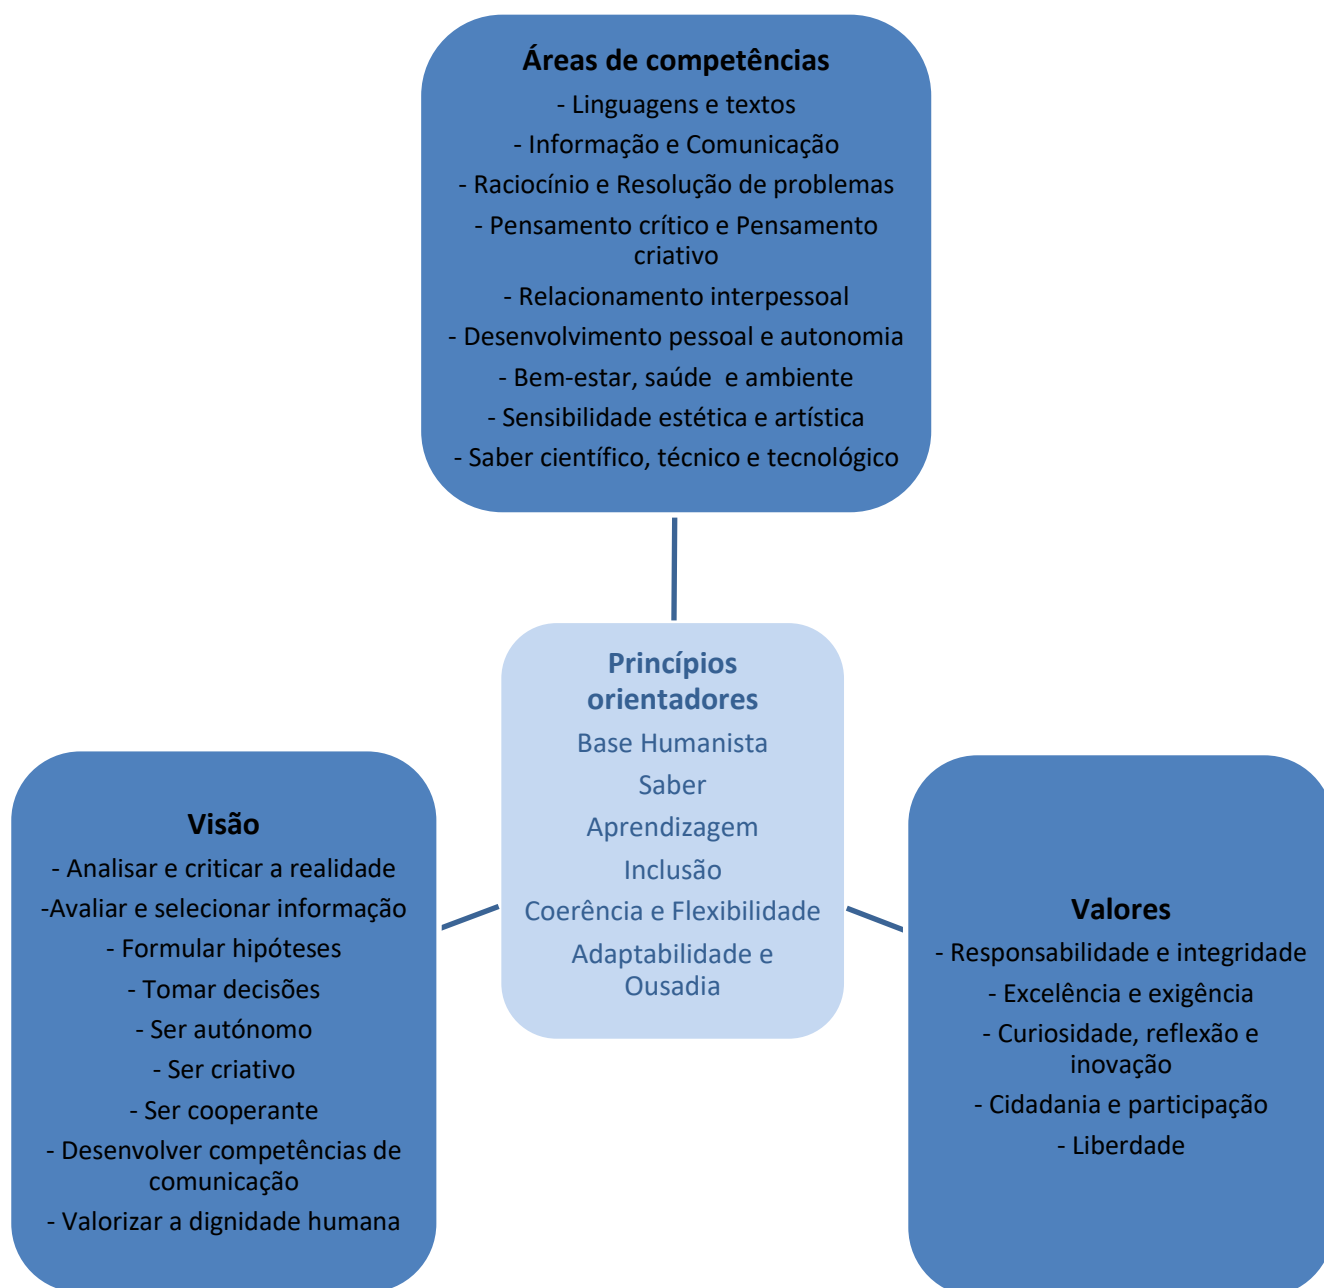 Áreas de competências
- Linguagens e textos
- Informação e Comunicação
- Raciocínio e Resolução de problemas
- Pensamento crítico e Pensamento
criativo
- Relacionamento interpessoal
- Desenvolvimento pessoal e autonomia
- Bem-estar, saúde  e ambiente
- Sensibilidade estética e artística
- Saber científico, técnico e tecnológico
Princípios
orientadores
Base Humanista
Saber
Aprendizagem
Inclusão
Coerência e Flexibilidade
Adaptabilidade e
Ousadia
Visão
- Analisar e criticar a realidade
-Avaliar e selecionar informação
- Formular hipóteses
- Tomar decisões
- Ser autónomo
- Ser criativo
- Ser cooperante
- Desenvolver competências de
comunicação
- Valorizar a dignidade humana
Valores
- Responsabilidade e integridade
- Excelência e exigência
- Curiosidade, reflexão e
inovação
- Cidadania e participação
- Liberdade